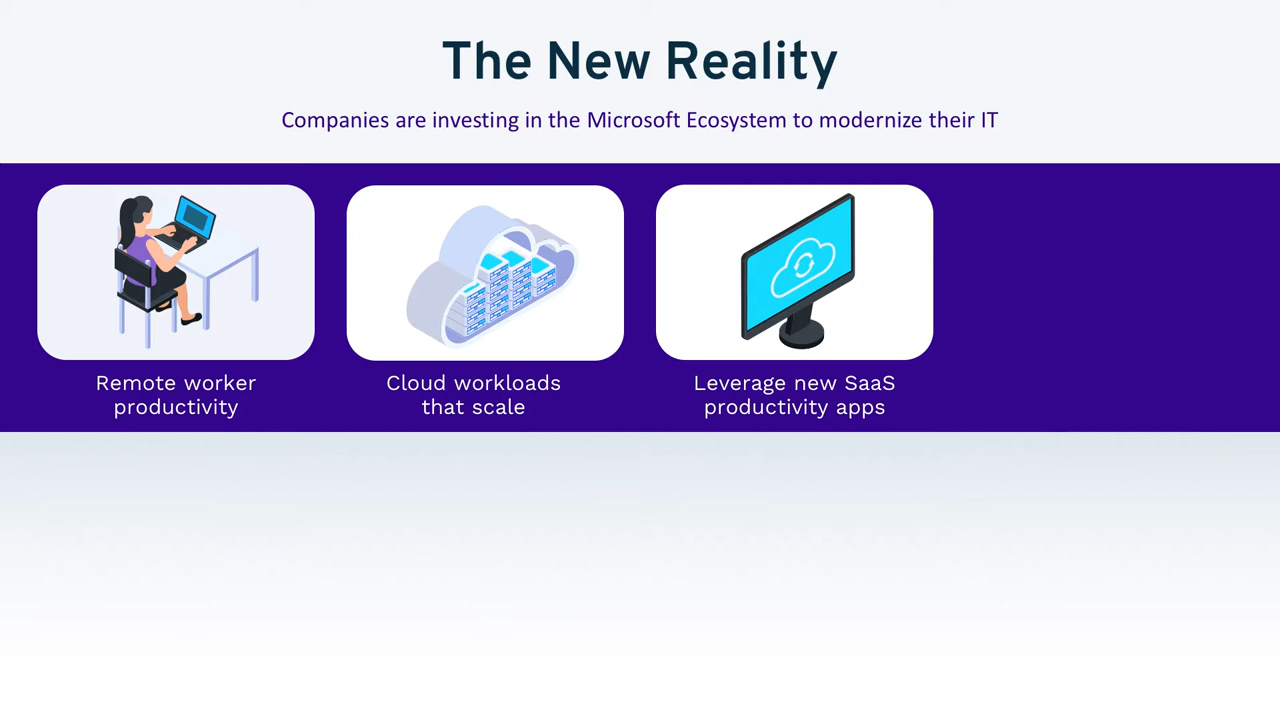 The New Reality
Companies are investing in the Microsoft Ecosystem to modernize their IT
Remote worker
productivity
Cloud workloads
that scale
Leverage new SaaS
productivity apps